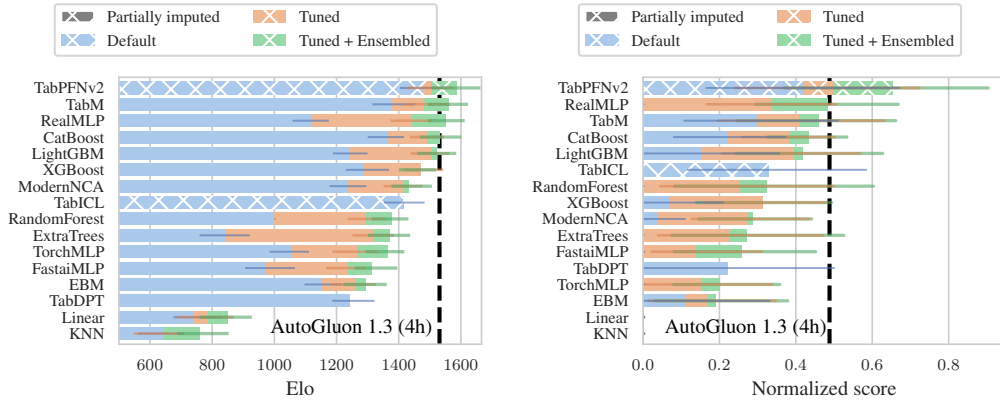 Partially imputed
Tuned
Default
Tuned + Ensembled
TabPFNv2
TabM
RealMLP
CatBoost
LightGBM
XGBoost
ModernNCA
TabICL
RandomForest
ExtraTrees
TorchMLP
FastaiMLP
EBM
TabDPT
Linear
KNN
AutoGluon 1.3 (4h)
600 800 1000 1200 1400 1600
Elo
Partially imputed
Tuned
Default
Tuned + Ensembled
TabPFNv2
RealMLP
TabM
CatBoost
LightGBM
TabICL
RandomForest
XGBoost
ModernNCA
ExtraTrees
FastaiMLP
TabDPT
TorchMLP
EBM
Linear
KNN
AutoGluon 1.3 (4h)
0.0 0.2 0.4 0.6 0.8
Normalized score